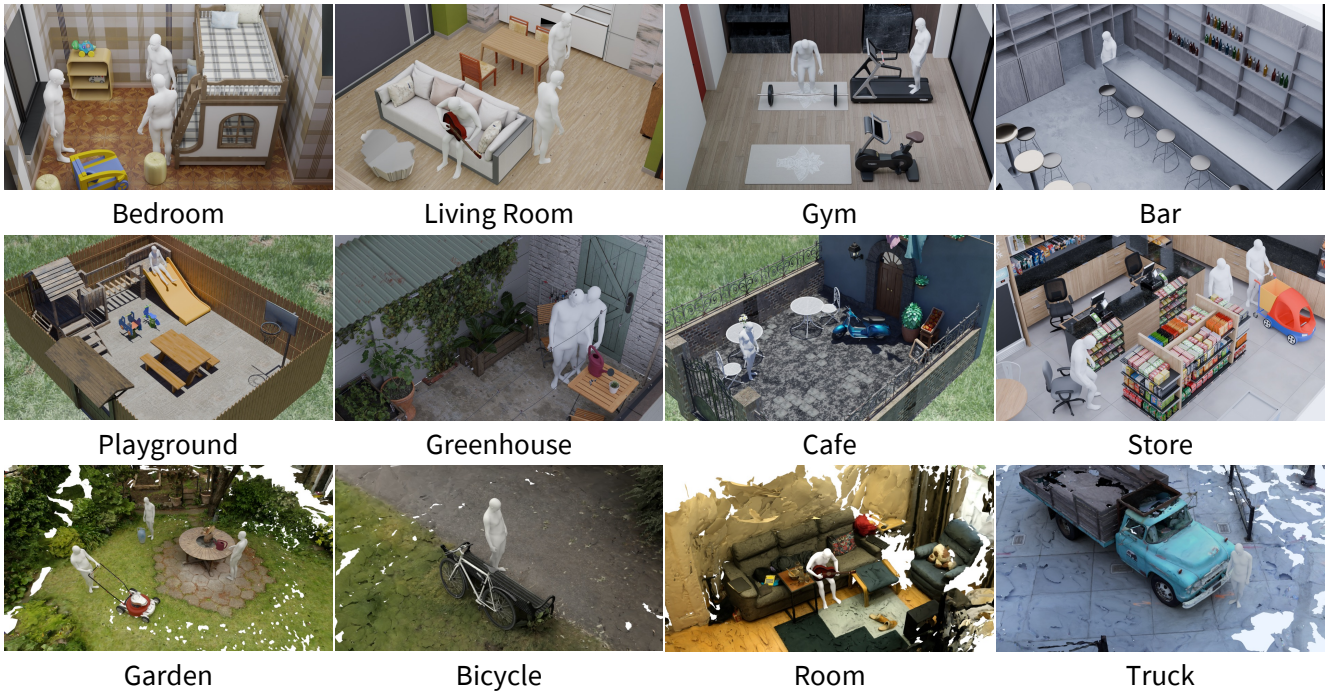 Bedroom
Living Room
Gym
Bar
Playground
Greenhouse
Cafe
Store
Garden
Bicycle
Room
Truck